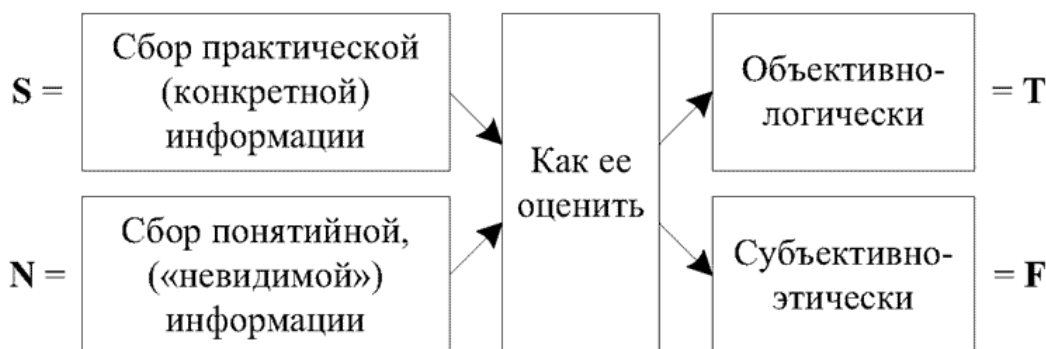 S =
Сбор практической
(конкретной)
информации
N =
Сбор понятийной,
(«невидимой»)
информации
Как ее
оценить
Объективно-
логически
= T
Субъективно-
этически
= F